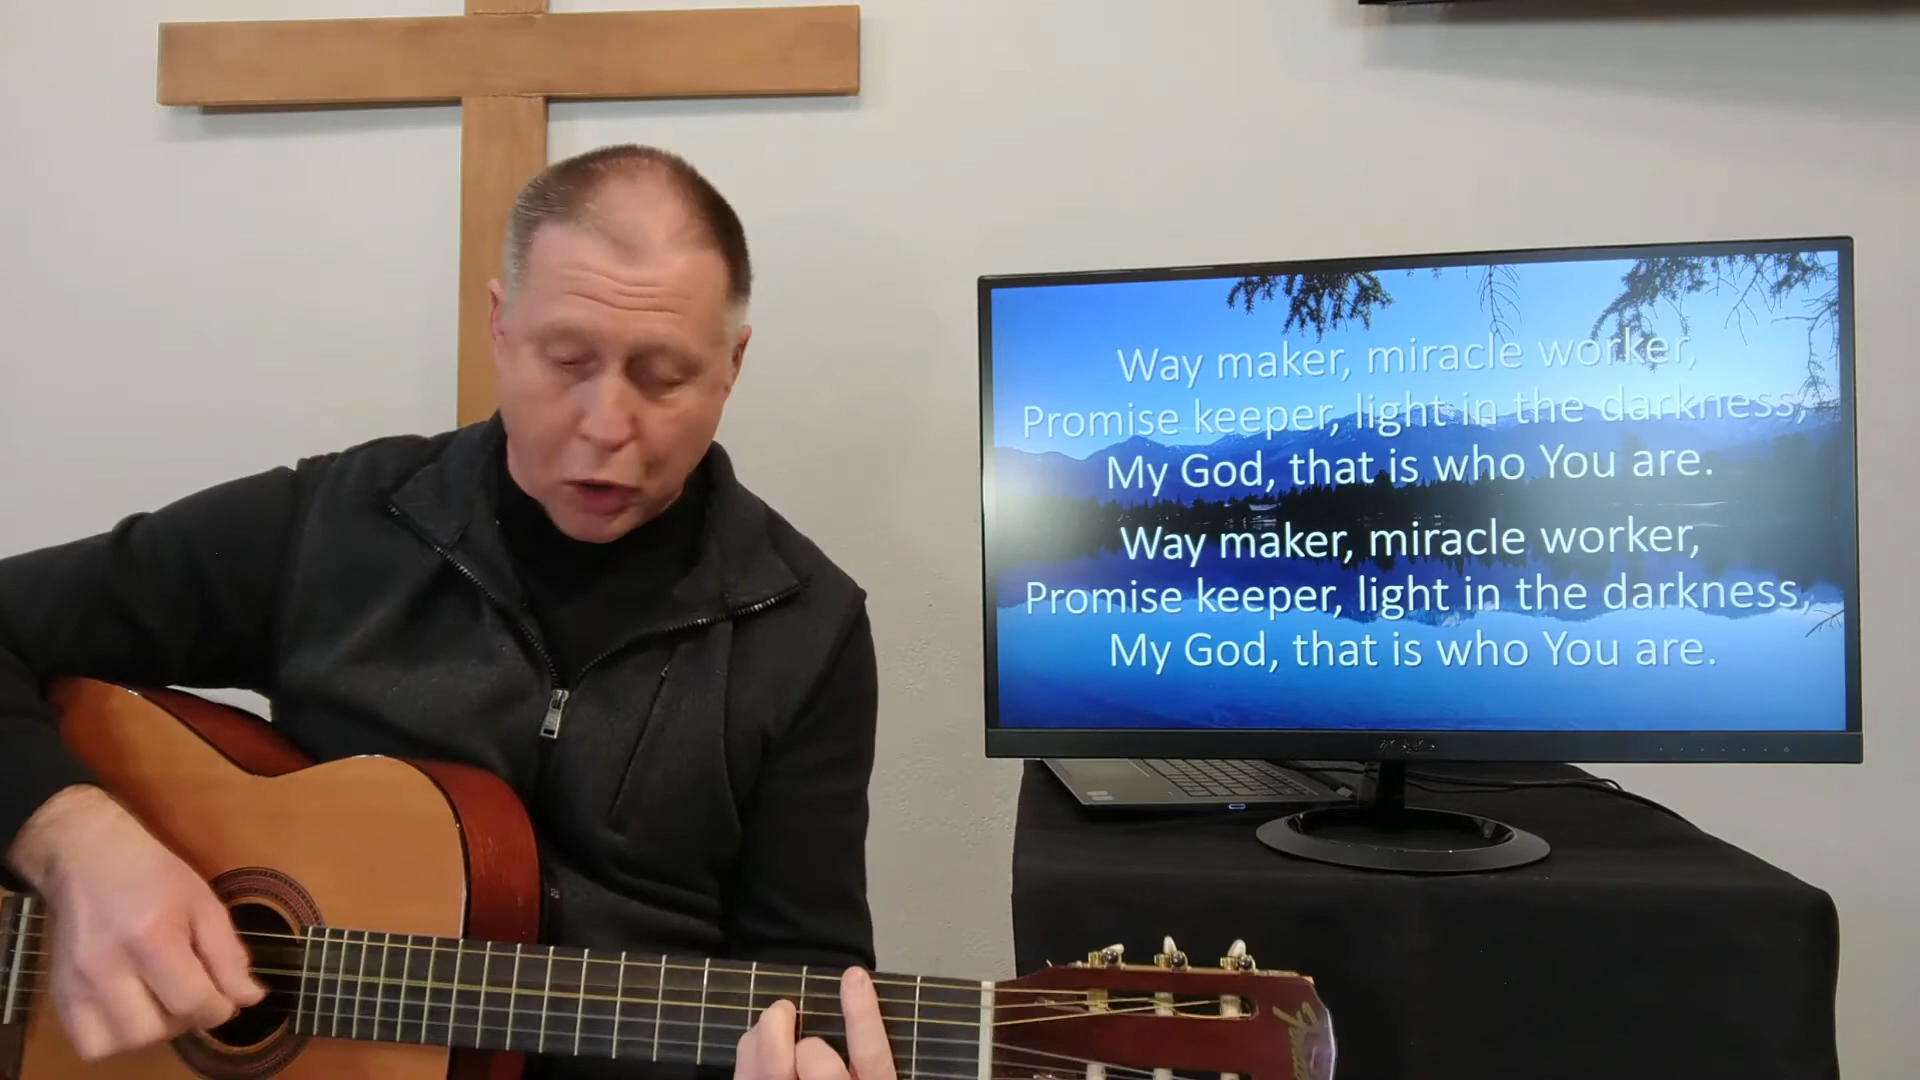 Way maker, miracle worker,
Promise keeper, light in the darkness,
My God, that is who You are.
Way maker, miracle worker,
Promise keeper, light in the darkness,
My God, that is who You are.